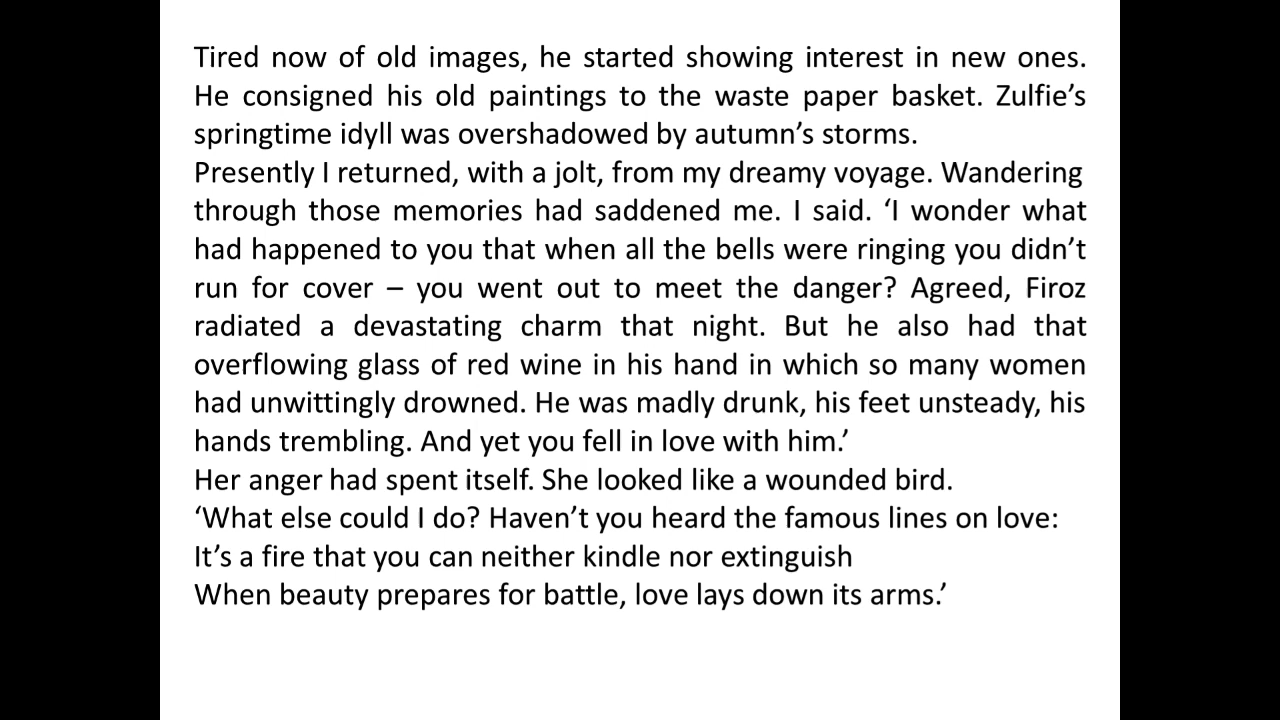 Tired now of old images, he started showing interest in new ones.
He consigned his old paintings to the waste paper basket. Zulfie’s
springtime idyll was overshadowed by autumn’s storms.
Presently I returned, with a jolt, from my dreamy voyage. Wandering
through those memories had saddened me. I said. ‘I wonder what
had happened to you that when all the bells were ringing you didn’t
run for cover – you went out to meet the danger? Agreed, Firoz
radiated a devastating charm that night. But he also had that
overflowing glass of red wine in his hand in which so many women
had unwittingly drowned. He was madly drunk, his feet unsteady, his
hands trembling. And yet you fell in love with him.’
Her anger had spent itself. She looked like a wounded bird.
‘What else could I do? Haven’t you heard the famous lines on love:
It’s a fire that you can neither kindle nor extinguish
When beauty prepares for battle, love lays down its arms.’